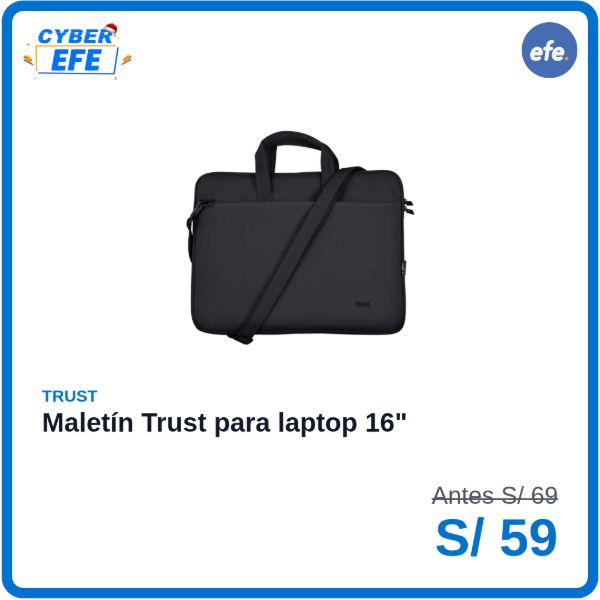 CYBER
EFE
efe.
Trust.
TRUST
Maletín Trust para laptop 16"
Antes S/ 69
S/ 59